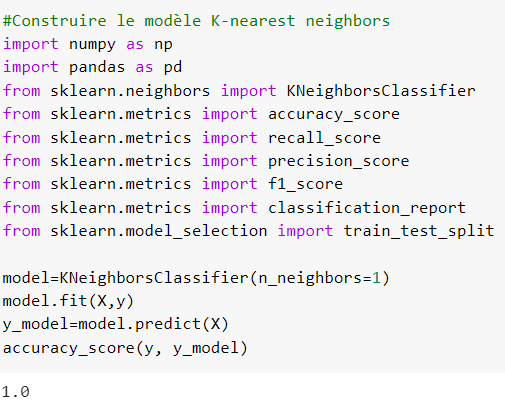 #Construire le modèle K-nearest neighbors
import numpy as np
import pandas as pd
from sklearn.neighbors import KNeighborsClassifier
from sklearn.metrics import accuracy_score
from sklearn.metrics import recall_score
from sklearn.metrics import precision_score
from sklearn.metrics import f1_score
from sklearn.metrics import classification_report
from sklearn.model_selection import train_test_split
model=KNeighborsClassifier(n_neighbors=1)
model.fit(X,y)
y_model=model.predict(X)
accuracy_score(y, y_model)
1.0